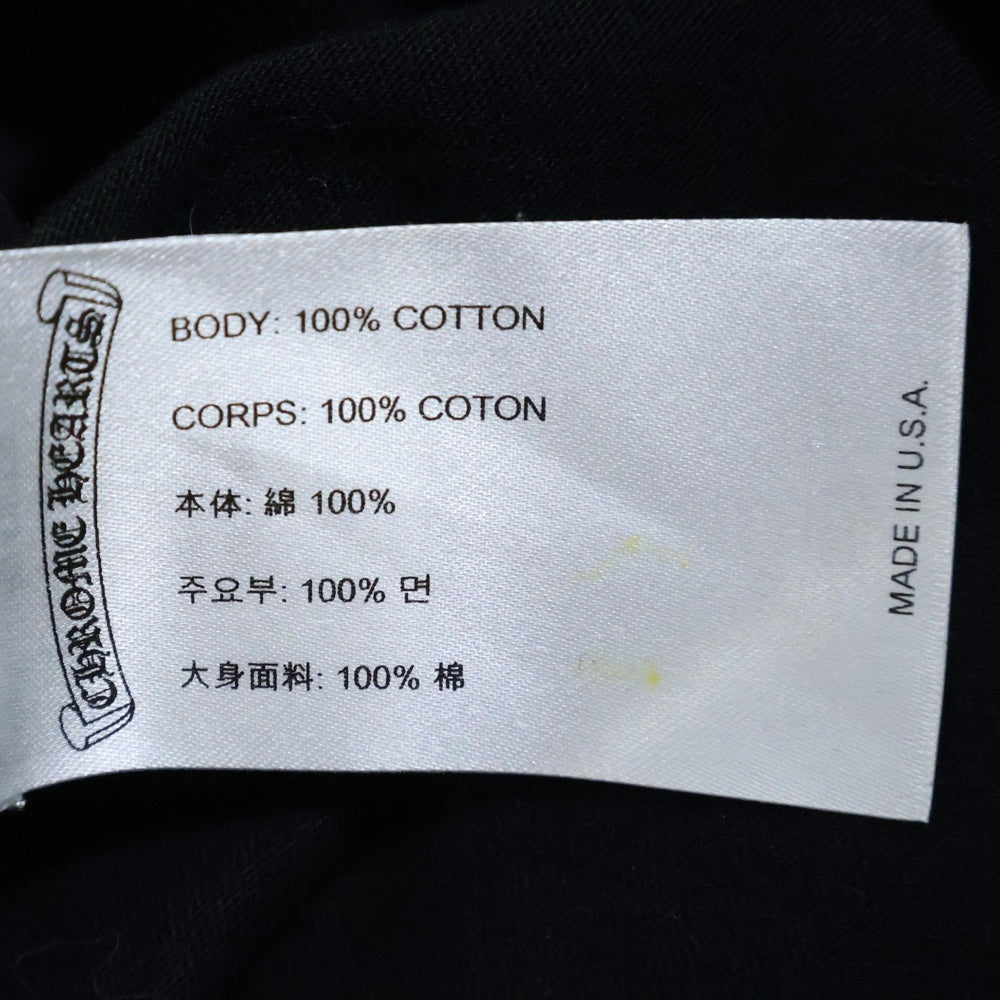 CHROME HEARTS
BODY: 100% COTTON
CORPS: 100% COTON
本体: 綿 100%
주요부: 100% 면
大身面料: 100% 棉
MADE IN U.S.A.